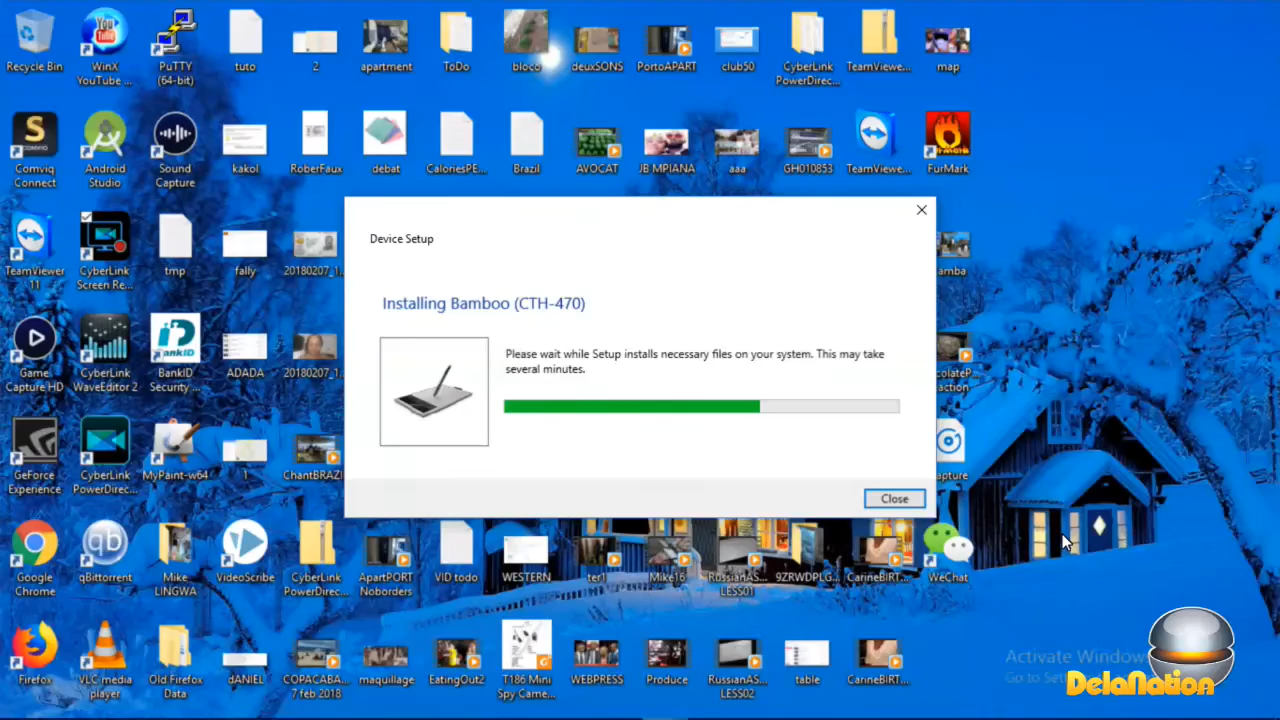 Recycle Bin
WinX
YouTube ...
PuTTY
(64-bit)
tuto
2
apartment
ToDo
bloco
deuxSONS
PortoAPART
club50
CyberLink
PowerDirec...
TeamViewe...
map
Comviq
Connect
Android
Studio
Sound
Capture
kakol
RoberFaux
debat
CaloriesPE...
Brazil
AVOCAT
JB MPIANA
aaa
GH010853
TeamViewe...
FurMark
TeamViewer
11
CyberLink
Screen Re...
tmp
fally
20180207_1...
amba
Game
Capture HD
CyberLink
WaveEditor 2
BankID
Security ...
ADADA
20180207_1...
colateP...
action
GeForce
Experience
CyberLink
PowerDirec...
MyPaint-w64
1
ChantBRAZI
apture
Device Setup
Installing Bamboo (CTH-470)
Please wait while Setup installs necessary files on your system. This may take
several minutes.
Close
Google
Chrome
qBittorrent
Mike
LINGWA
VideoScribe
CyberLink
PowerDirec...
ApartPORT
Noborders
VID todo
WESTERN
ter1
Mike16
RussianAS...
LESS01
9ZRWDPLG...
CarineBIRT...
WeChat
Firefox
VLC media
player
Old Firefox
Data
dANIEL
COPACABA...
7 feb 2018
maquillage
EatingOut2
T186 Mini
Spy Came...
WEBPRESS
Produce
RussianAS...
LESS02
table
CarineBIRT...
Activate Windows
Go to Set
DelaNation